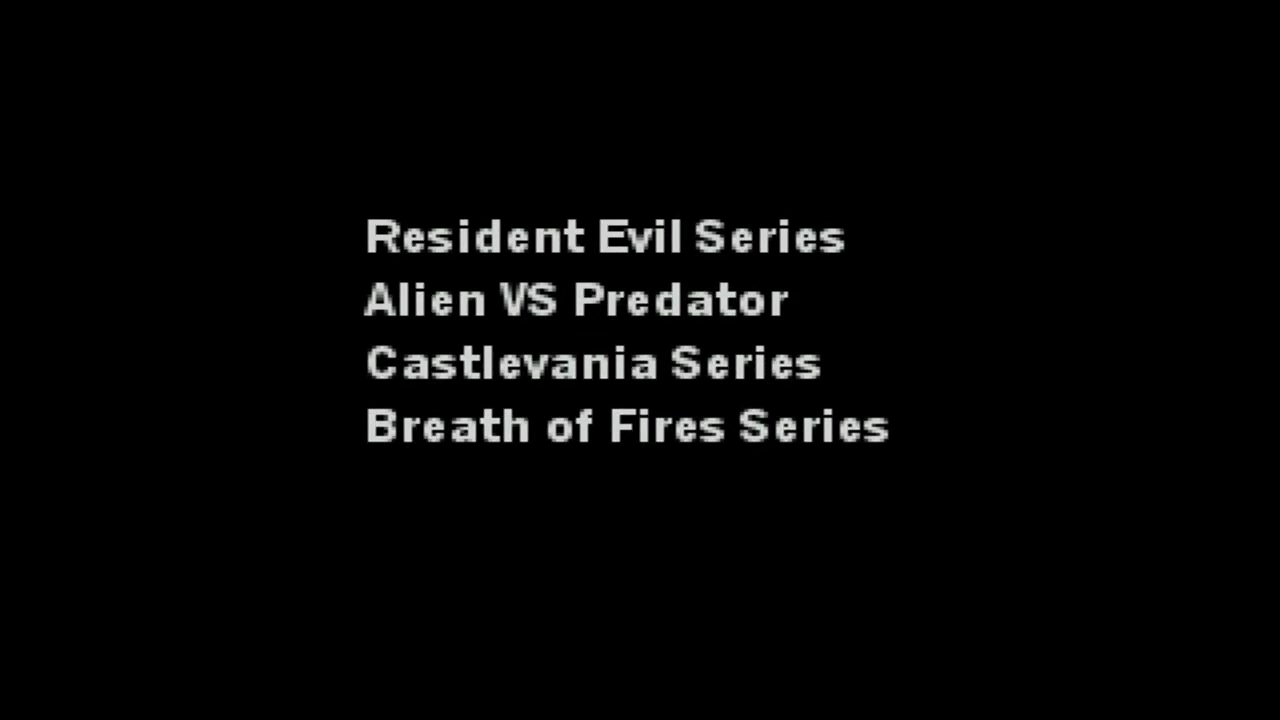 Resident Evil Series
Alien VS Predator
Castlevania Series
Breath of Fires Series